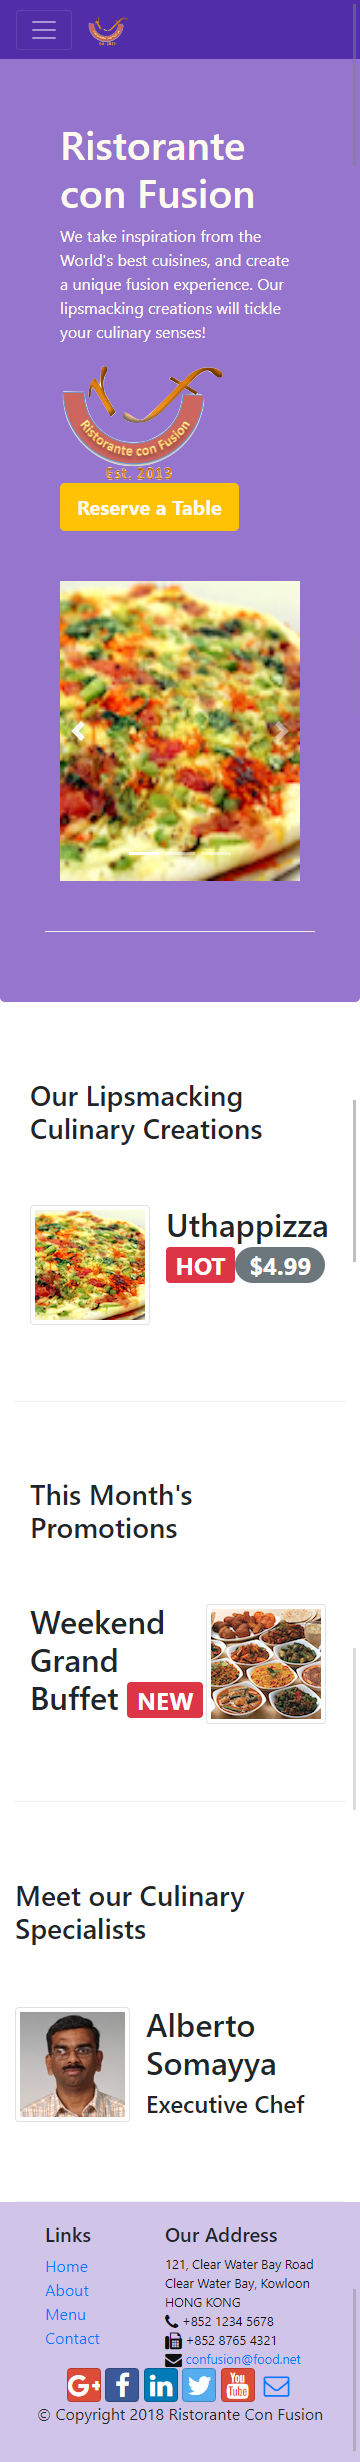 Ristorante
con Fusion
We take inspiration from the
World's best cuisines, and create
a unique fusion experience. Our
lipsmacking creations will tickle
your culinary senses!
Ristorante con Fusion
Est. 2013
Reserve a Table
Our Lipsmacking
Culinary Creations
Uthappizza
HOT $4.99
This Month's
Promotions
Weekend
Grand
Buffet NEW
Meet our Culinary
Specialists
Alberto
Somayya
Executive Chef
Links
Home
About
Menu
Contact
Our Address
121, Clear Water Bay Road
Clear Water Bay, Kowloon
HONG KONG
+852 1234 5678
+852 8765 4321
confusion@food.net
G+ f in You Tube
© Copyright 2018 Ristorante Con Fusion